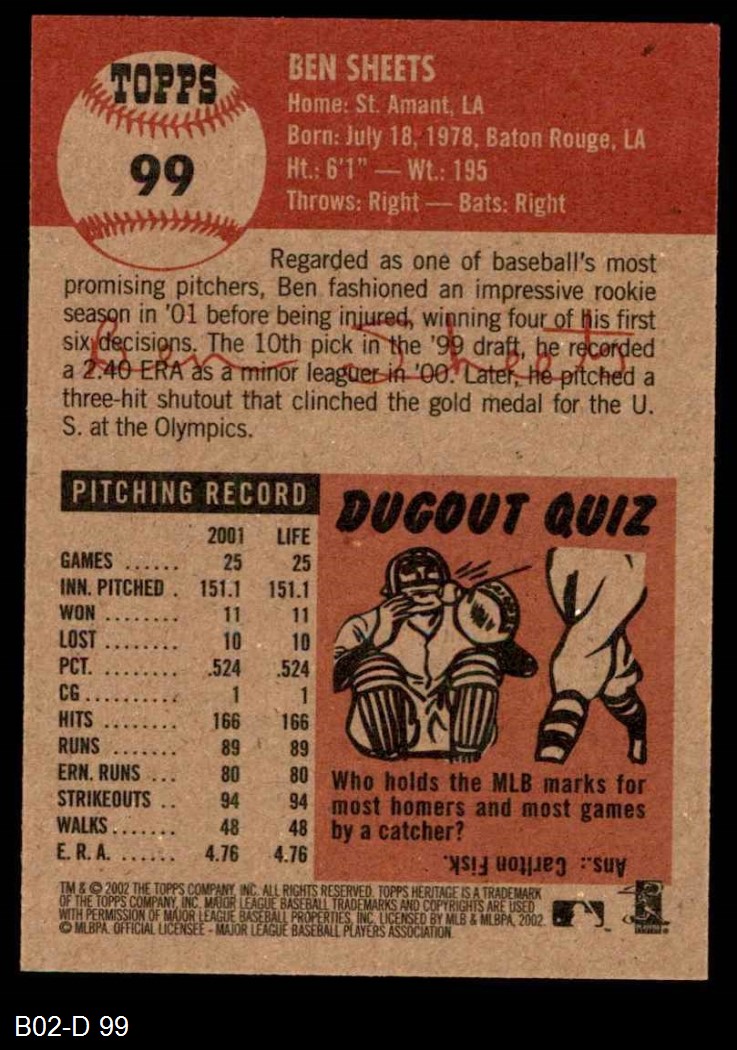 TOPPS
99
BEN SHEETS
Home: St. Amant, LA
Born: July 18, 1978, Baton Rouge, LA
Ht.: 6'1" — Wt.: 195
Throws: Right — Bats: Right
Regarded as one of baseball's most
promising pitchers, Ben fashioned an impressive rookie
season in '01 before being injured, winning four of his first
six decisions. The 10th pick in the '99 draft, he recorded
a 2.40 ERA as a minor leaguer in '00. Later, he pitched a
three-hit shutout that clinched the gold medal for the U.
S. at the Olympics.
Ben Sheets
PITCHING RECORD
2001 LIFE
GAMES ...... 25 25
INN. PITCHED . 151.1 151.1
WON ........ 11 11
LOST ........ 10 10
PCT. ........ .524 .524
CG .......... 1 1
HITS ........ 166 166
RUNS ....... 89 89
ERN. RUNS ... 80 80
STRIKEOUTS .. 94 94
WALKS ....... 48 48
E. R. A. ...... 4.76 4.76
DUGOUT QUIZ
Who holds the MLB marks for
most homers and most games
by a catcher?
Ans.: Carlton Fisk.
TM & © 2002 THE TOPPS COMPANY, INC. ALL RIGHTS RESERVED. TOPPS HERITAGE IS A TRADEMARK
OF THE TOPPS COMPANY, INC. MAJOR LEAGUE BASEBALL TRADEMARKS AND COPYRIGHTS ARE USED
WITH PERMISSION OF MAJOR LEAGUE BASEBALL PROPERTIES, INC. LICENSED BY MLB & MLBPA, 2002.
© MLBPA. OFFICIAL LICENSEE - MAJOR LEAGUE BASEBALL PLAYERS ASSOCIATION.
B02-D 99